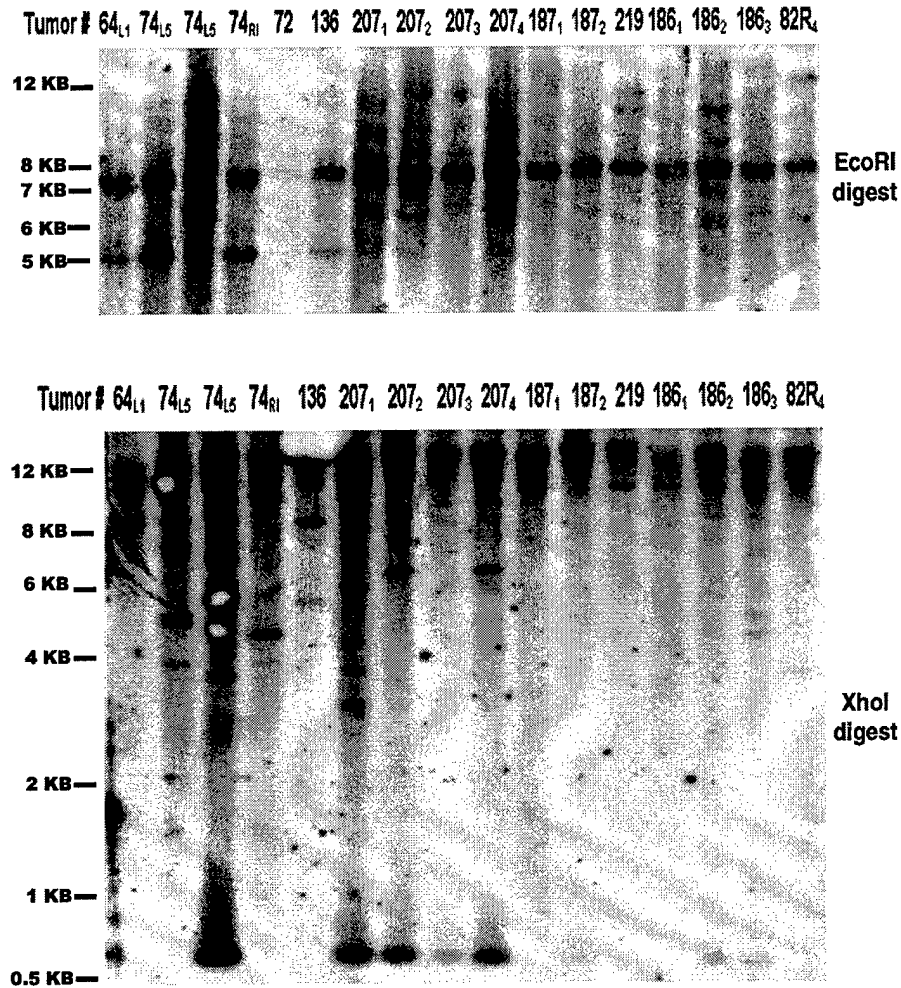 Tumor # 64L1 74L5 74L5 74RI 72 136 207₁ 207₂ 207₃ 207₄ 187₁ 187₂ 219 186₁ 186₂ 186₃ 82R₄
12 KB
8 KB
7 KB
6 KB
5 KB
EcoRI
digest
Tumor # 64L1 74L5 74L5 74RI 136 207₁ 207₂ 207₃ 207₄ 187₁ 187₂ 219 186₁ 186₂ 186₃ 82R₄
12 KB
8 KB
6 KB
4 KB
2 KB
1 KB
0.5 KB
XhoI
digest